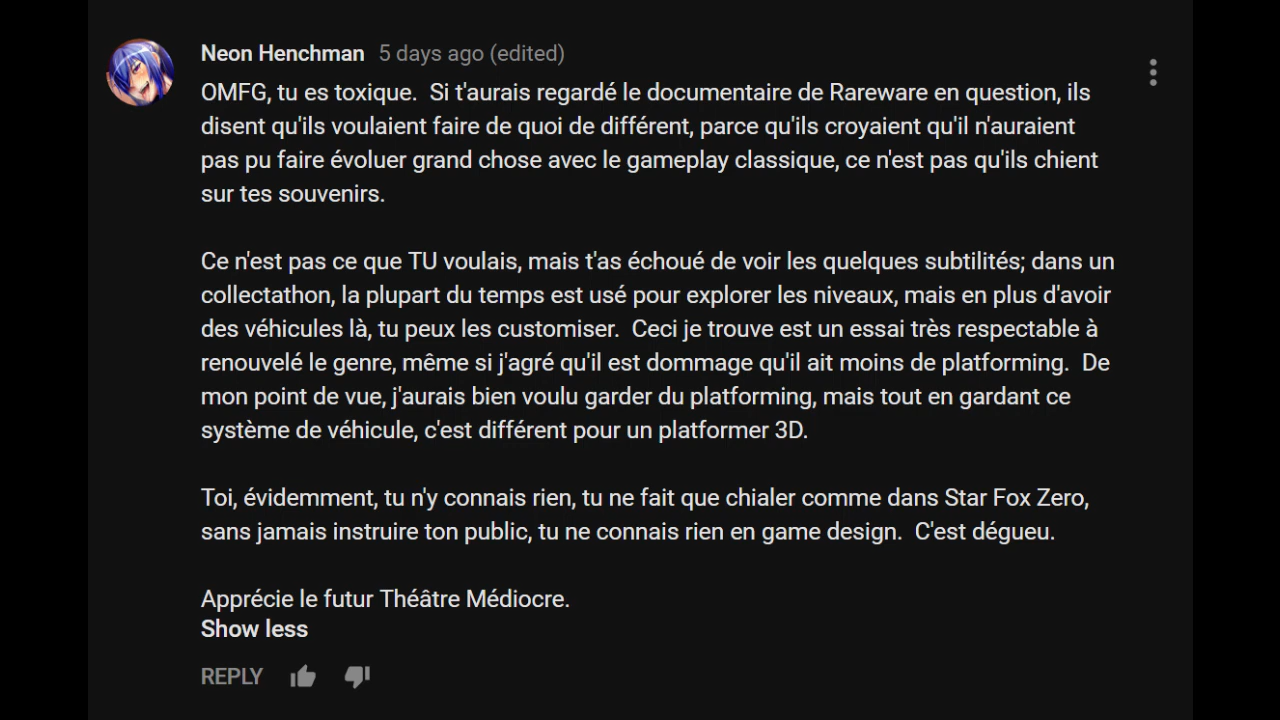 Neon Henchman 5 days ago (edited)
OMFG, tu es toxique.  Si t'aurais regardé le documentaire de Rareware en question, ils
disent qu'ils voulaient faire de quoi de différent, parce qu'ils croyaient qu'il n'auraient
pas pu faire évoluer grand chose avec le gameplay classique, ce n'est pas qu'ils chient
sur tes souvenirs.
Ce n'est pas ce que TU voulais, mais t'as échoué de voir les quelques subtilités; dans un
collectathon, la plupart du temps est usé pour explorer les niveaux, mais en plus d'avoir
des véhicules là, tu peux les customiser.  Ceci je trouve est un essai très respectable à
renouvelé le genre, même si j'agré qu'il est dommage qu'il ait moins de platforming.  De
mon point de vue, j'aurais bien voulu garder du platforming, mais tout en gardant ce
système de véhicule, c'est différent pour un platformer 3D.
Toi, évidemment, tu n'y connais rien, tu ne fait que chialer comme dans Star Fox Zero,
sans jamais instruire ton public, tu ne connais rien en game design.  C'est dégueu.
Apprécie le futur Théâtre Médiocre.
Show less
REPLY